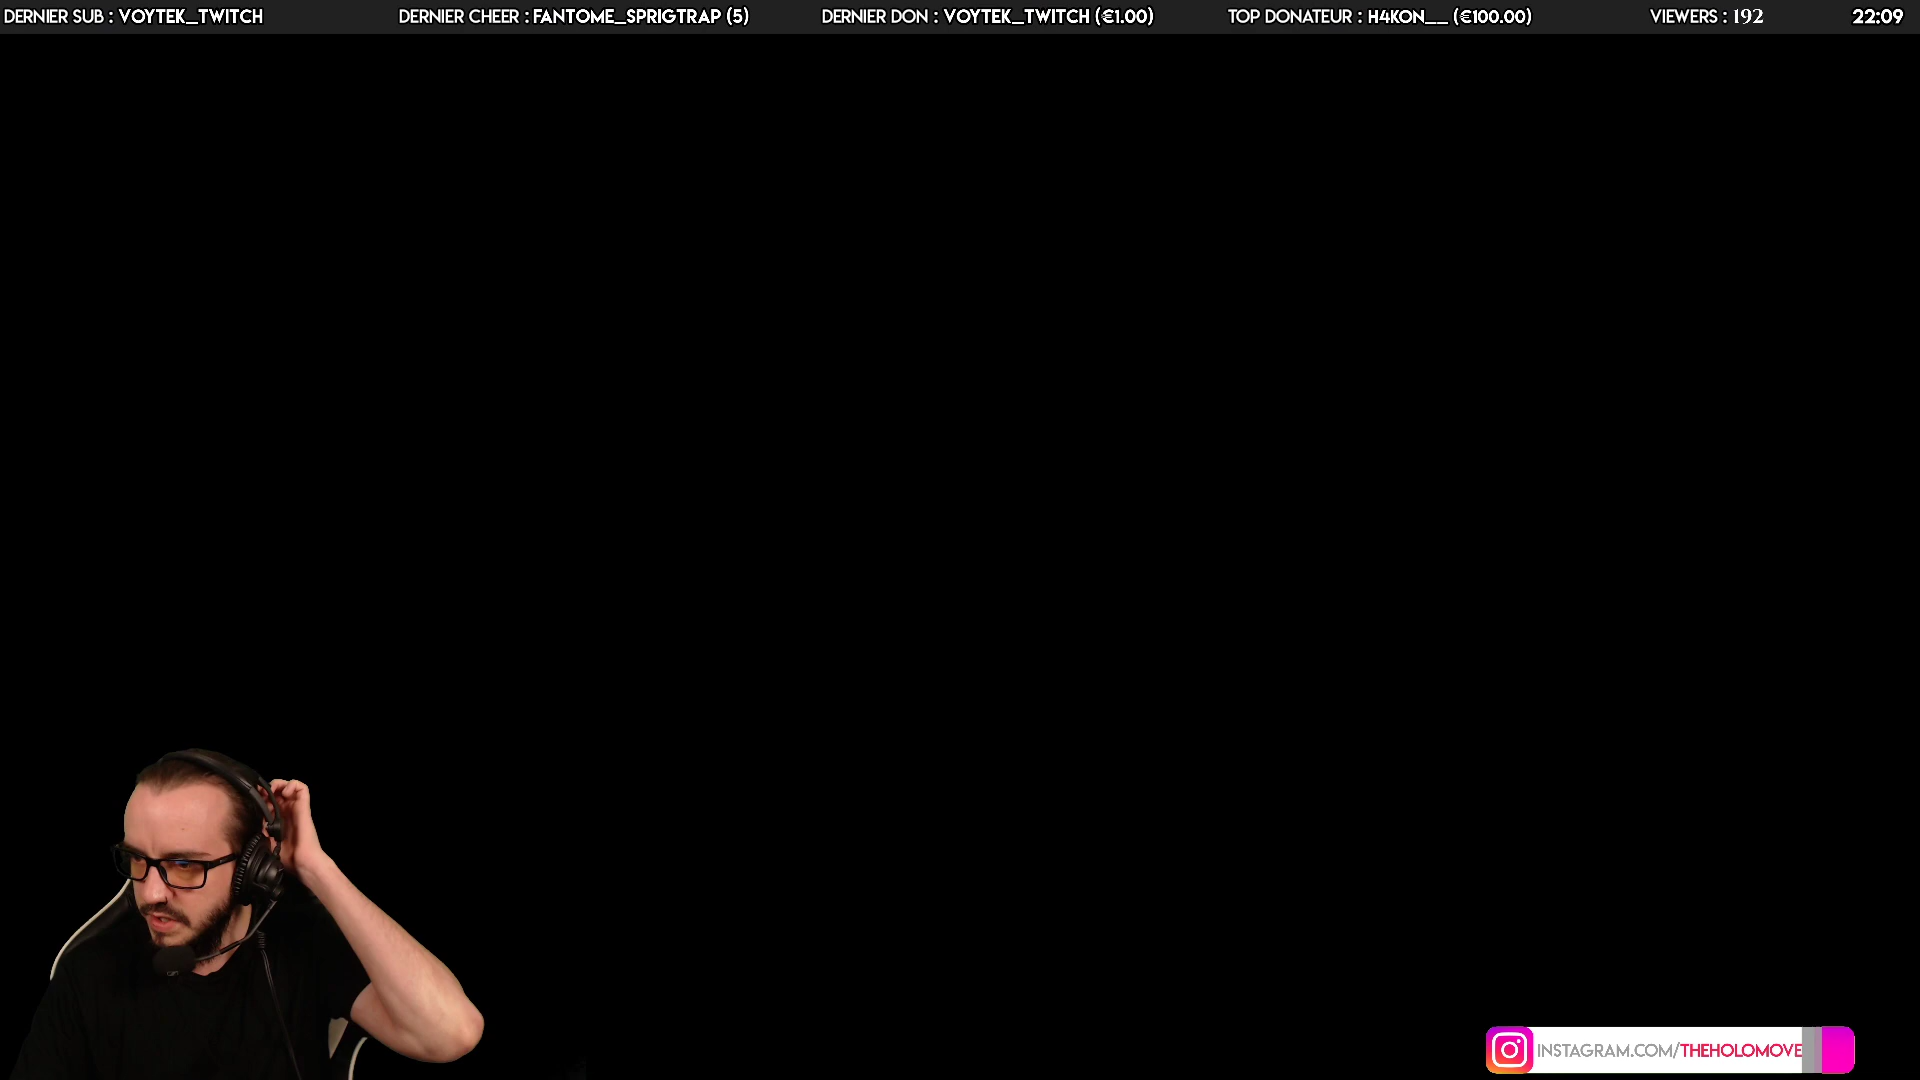 DERNIER SUB : VOYTEK_TWITCH
DERNIER CHEER : FANTOME_SPRIGTRAP (5)
DERNIER DON : VOYTEK_TWITCH (€1.00)
TOP DONATEUR : H4KON__ (€100.00)
VIEWERS : 192
22:09
INSTAGRAM.COM/THEHOLOMOVE